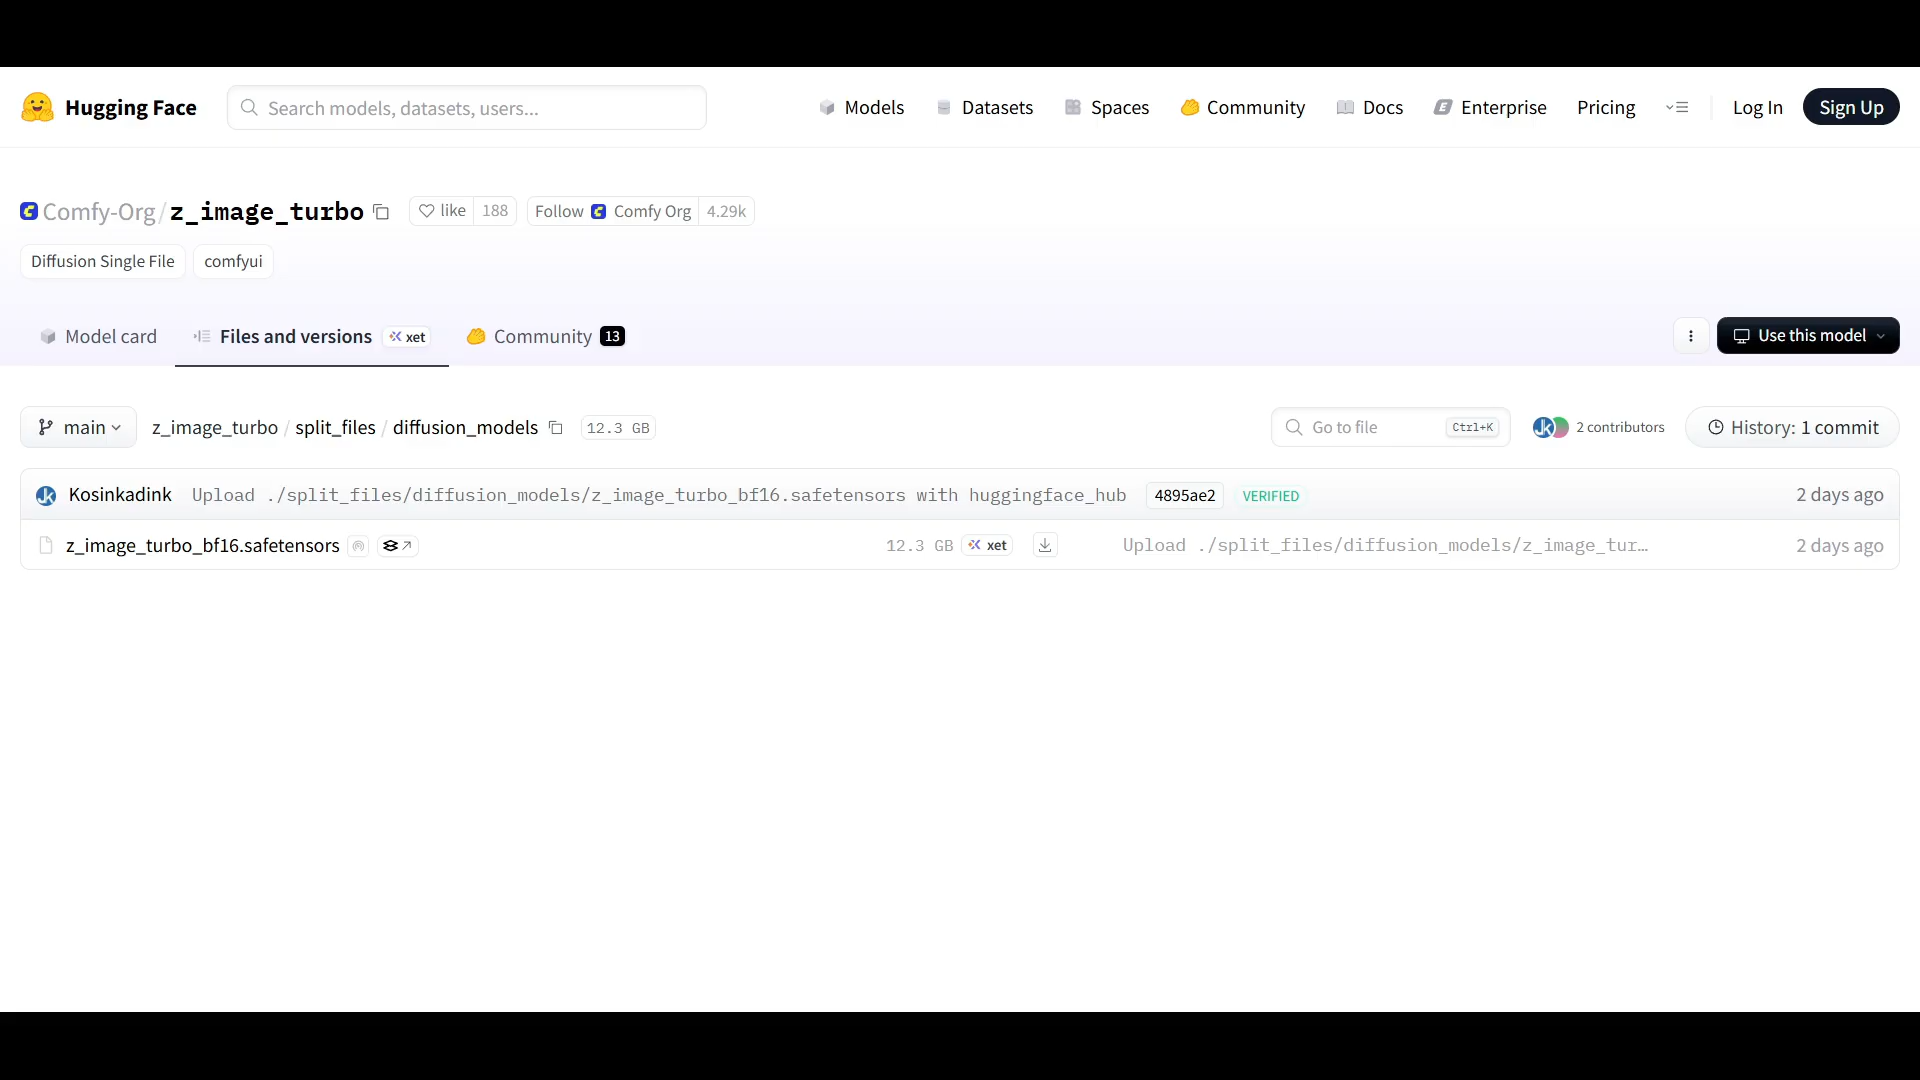 Hugging Face
Search models, datasets, users...
Models
Datasets
Spaces
Community
Docs
Enterprise
Pricing
Log In
Sign Up
Comfy-Org/z_image_turbo
like 188
Follow Comfy Org 4.29k
Diffusion Single File
comfyui
Model card
Files and versions
xet
Community 13
Use this model
main
z_image_turbo / split_files / diffusion_models
12.3 GB
Go to file
Ctrl+K
2 contributors
History: 1 commit
Kosinkadink Upload ./split_files/diffusion_models/z_image_turbo_bf16.safetensors with huggingface_hub 4895ae2 VERIFIED 2 days ago
z_image_turbo_bf16.safetensors 12.3 GB xet Upload ./split_files/diffusion_models/z_image_tur… 2 days ago